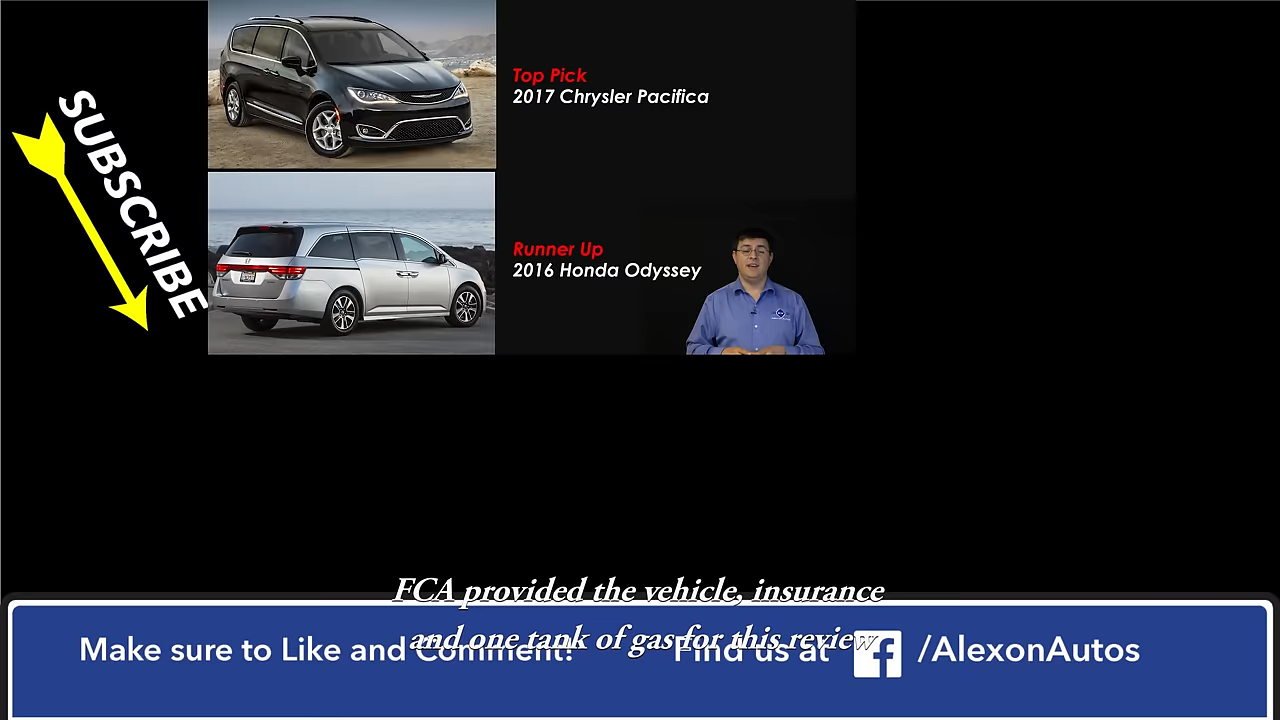 SUBSCRIBE
Top Pick
2017 Chrysler Pacifica
Runner Up
2016 Honda Odyssey
FCA provided the vehicle, insurance
and one tank of gas for this review
Make sure to Like and Comment!
Find us at f /AlexonAutos